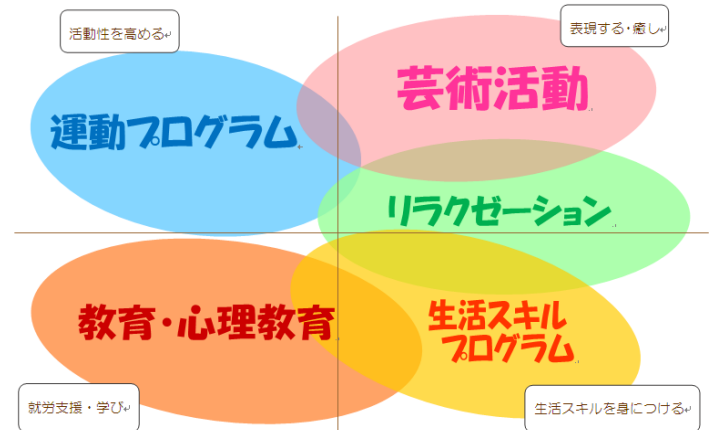 活動性を高める
表現する・癒し
芸術活動
運動プログラム
リラクゼーション
教育・心理教育
生活スキル
プログラム
就労支援・学び
生活スキルを身につける